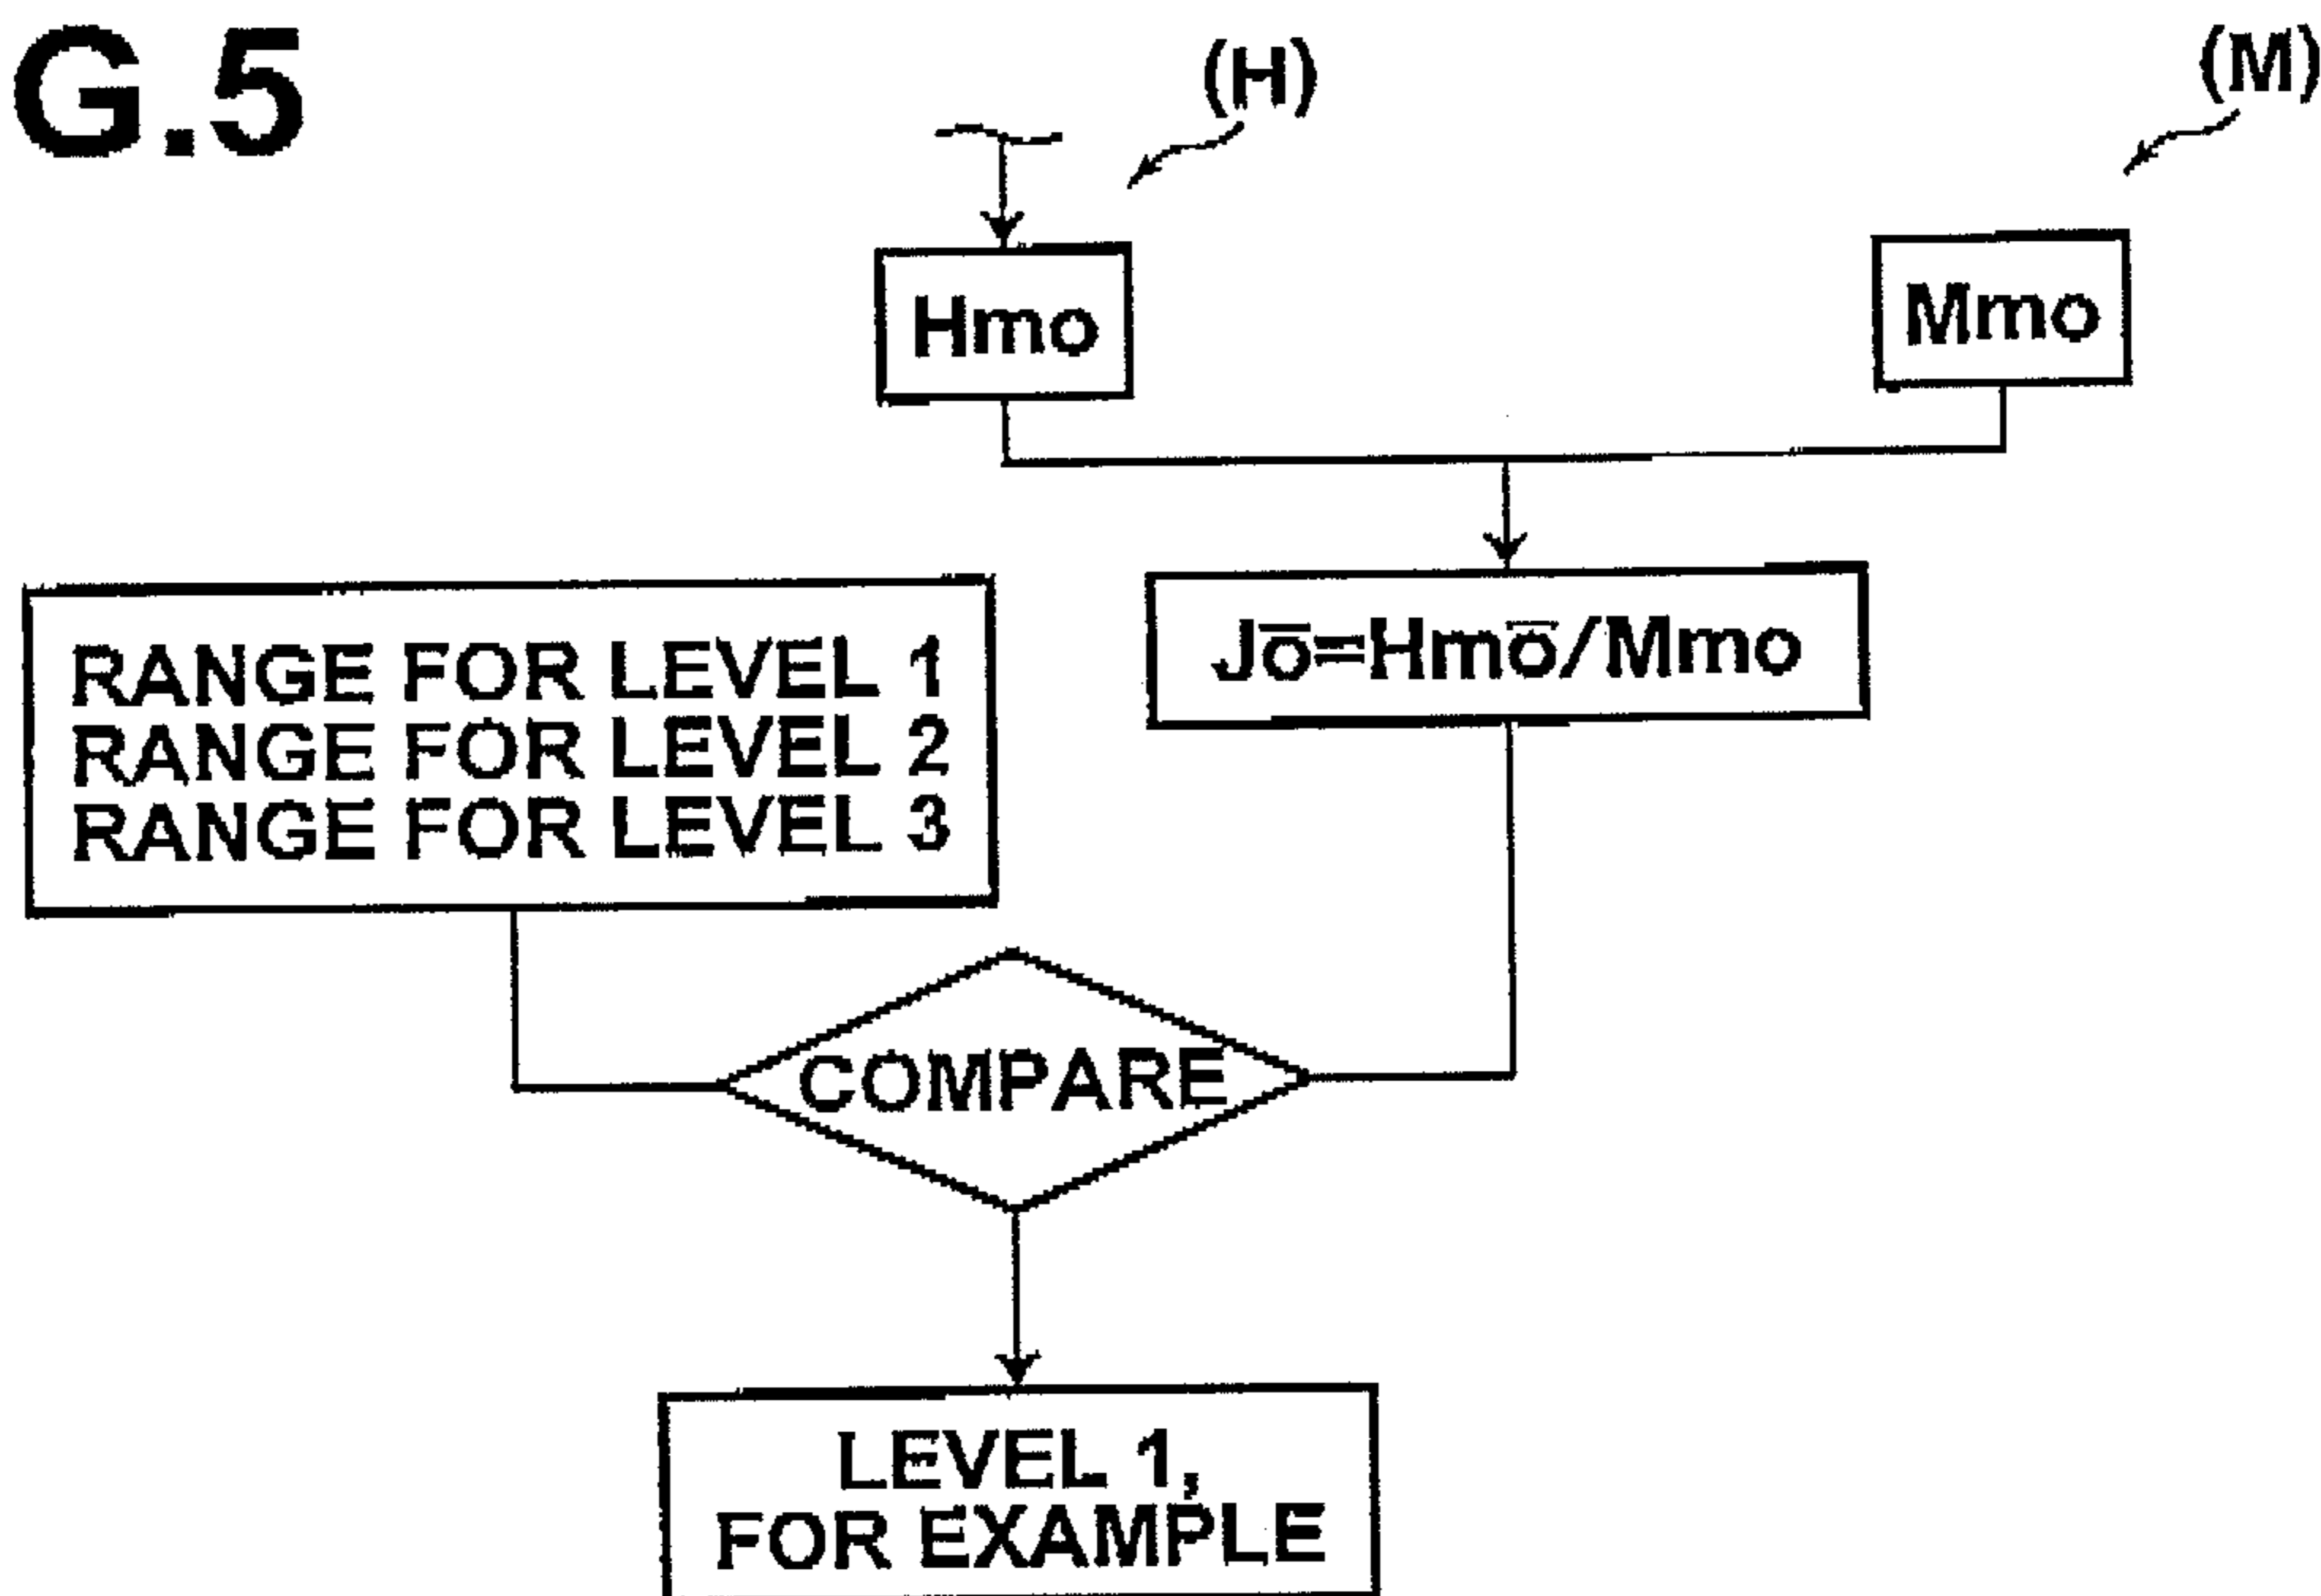 G.5
(H)
(M)
Hmo
Mmo
Jō=Hmō/Mmo
RANGE FOR LEVEL 1
RANGE FOR LEVEL 2
RANGE FOR LEVEL 3
COMPARE
LEVEL 1,
FOR EXAMPLE